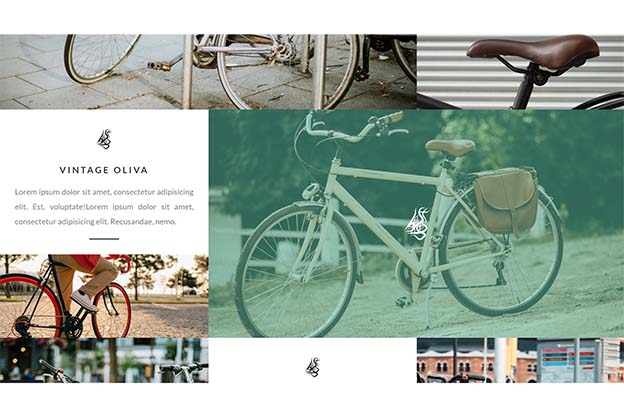 VINTAGE OLIVA
Lorem ipsum dolor sit amet, consectetur adipisicing
elit. Est, voluptate!Lorem ipsum dolor sit amet,
consectetur adipisicing elit. Recusandae, nemo.